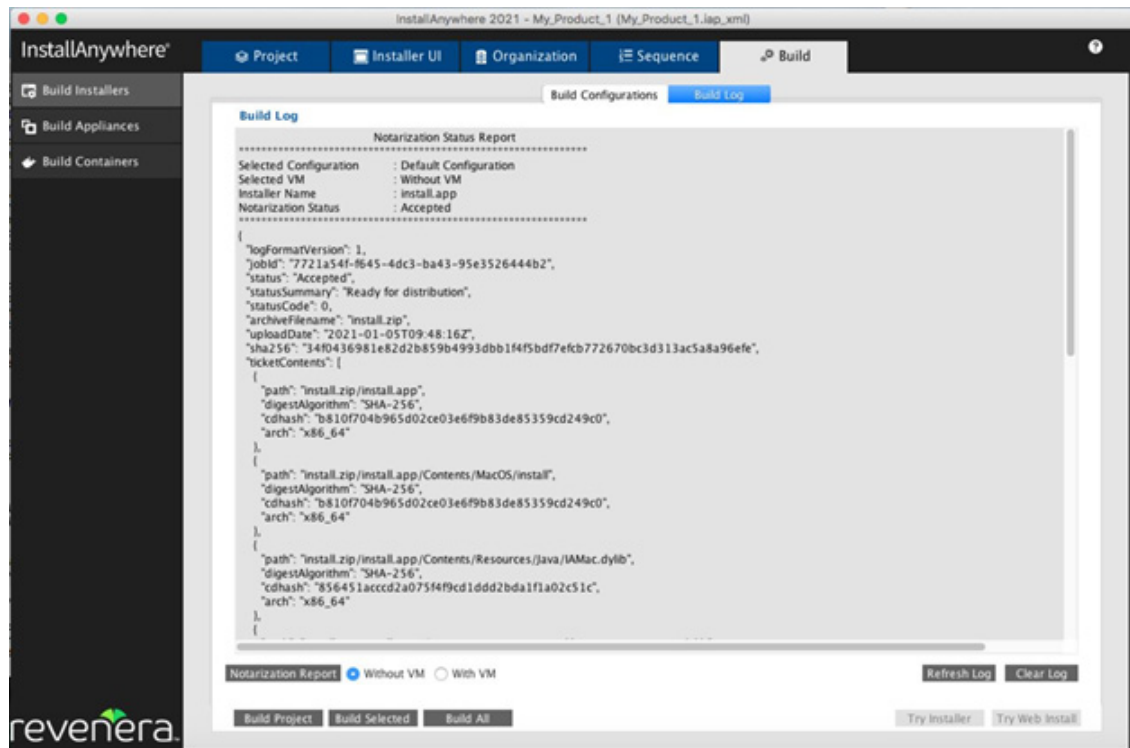 InstallAnywhere 2021 - My_Product_1 (My_Product_1.iap_xml)
InstallAnywhere®
Project
Installer UI
Organization
Sequence
Build
?
Build Installers
Build Appliances
Build Containers
Build Configurations
Build Log
Build Log
Notarization Status Report
****************************************************************
Selected Configuration : Default Configuration
Selected VM : Without VM
Installer Name : install.app
Notarization Status : Accepted
****************************************************************
{
"logFormatVersion": 1,
"jobId": "7721a54f-f645-4dc3-ba43-95e3526444b2",
"status": "Accepted",
"statusSummary": "Ready for distribution",
"statusCode": 0,
"archiveFilename": "install.zip",
"uploadDate": "2021-01-05T09:48:16Z",
"sha256": "34f0436981e82d2b859b4993dbb1f4f5bdf7efcb772670bc3d313ac5a8a96efe",
"ticketContents": [
{
"path": "install.zip/install.app",
"digestAlgorithm": "SHA-256",
"cdhash": "b810f704b965d02ce03e6f9b83de85359cd249c0",
"arch": "x86_64"
},
{
"path": "install.zip/install.app/Contents/MacOS/install",
"digestAlgorithm": "SHA-256",
"cdhash": "b810f704b965d02ce03e6f9b83de85359cd249c0",
"arch": "x86_64"
},
{
"path": "install.zip/install.app/Contents/Resources/Java/IAMac.dylib",
"digestAlgorithm": "SHA-256",
"cdhash": "856451acccd2a075f4f9cd1ddd2bda1f1a02c51c",
"arch": "x86_64"
},
{
Notarization Report
Without VM
With VM
Refresh Log
Clear Log
Build Project
Build Selected
Build All
Try Installer
Try Web Install
revenera.